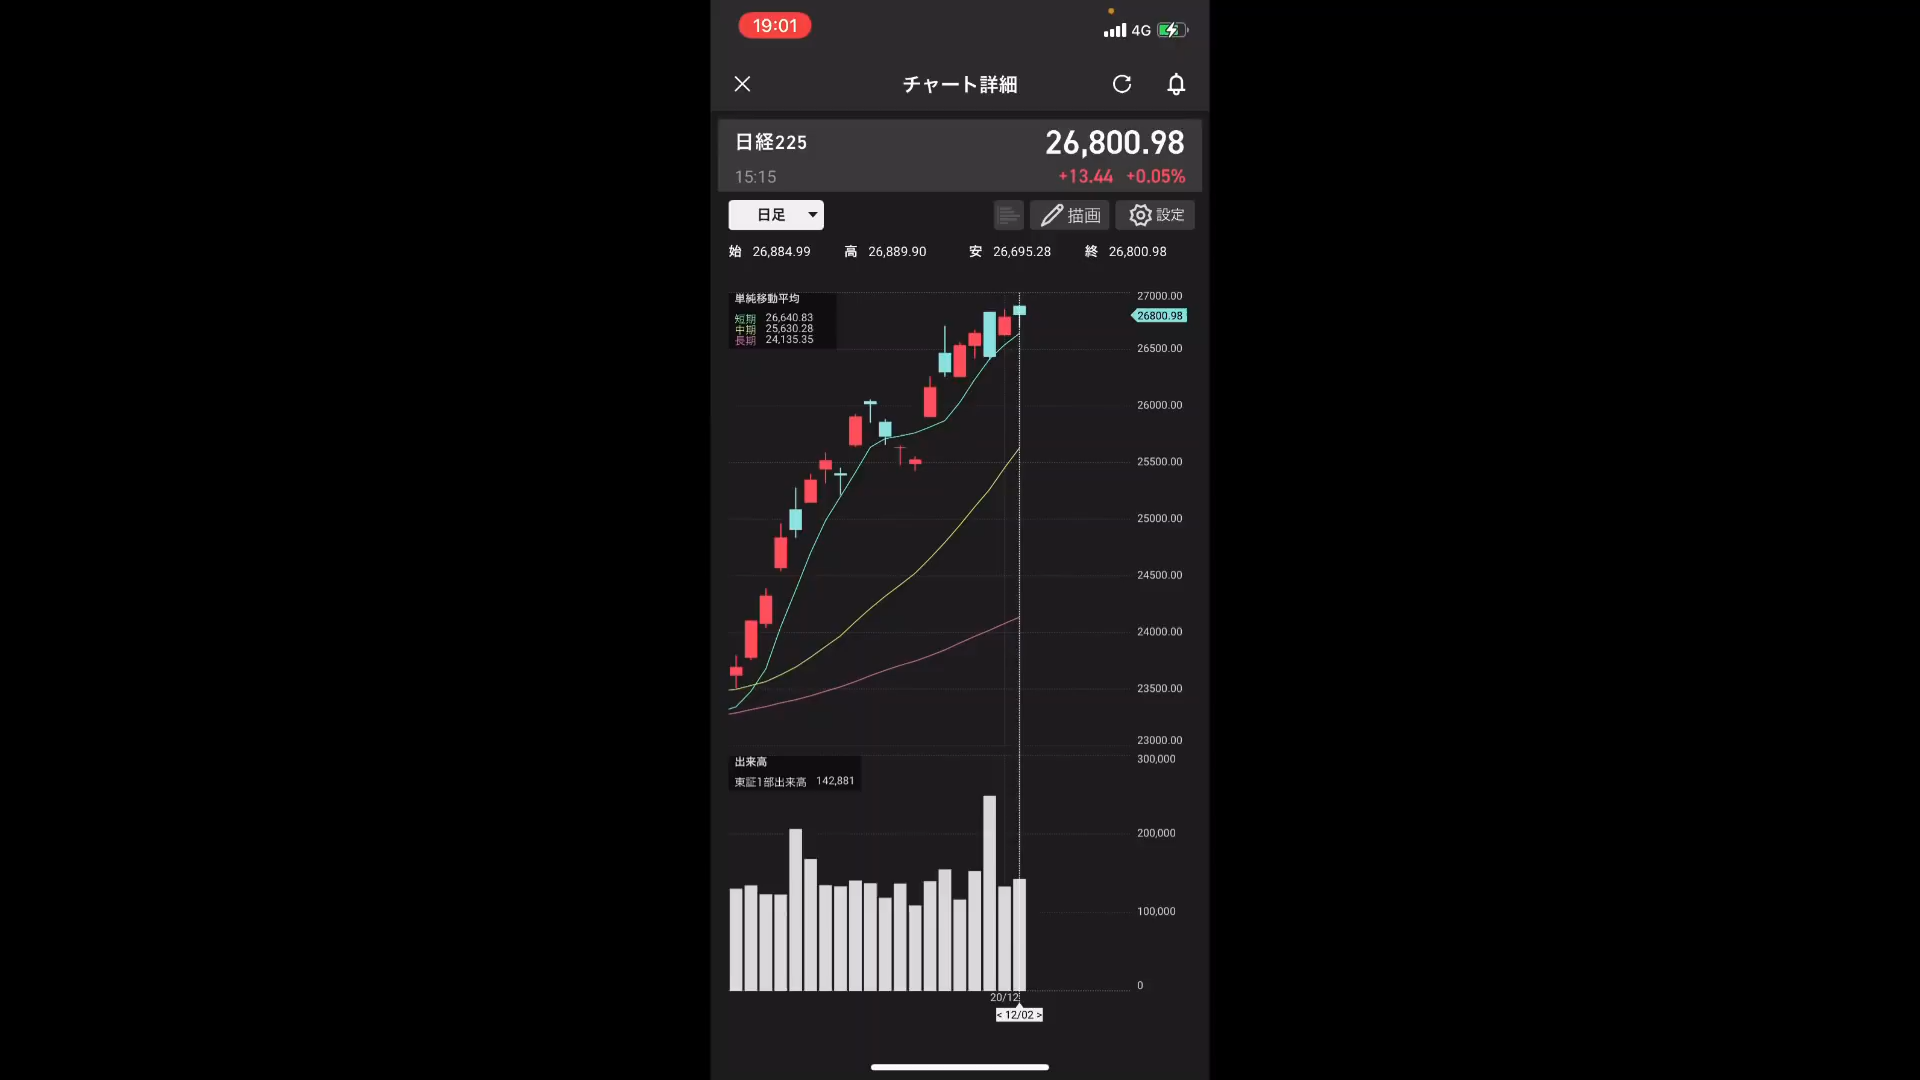 19:01
4G
チャート詳細
日経225
26,800.98
15:15
+13.44 +0.05%
日足
描画
設定
始 26,884.99 高 26,889.90 安 26,695.28 終 26,800.98
単純移動平均
短期 26,640.83
中期 25,630.28
長期 24,135.35
27000.00
26800.98
26500.00
26000.00
25500.00
25000.00
24500.00
24000.00
23500.00
23000.00
出来高
東証1部出来高 142,881
300,000
200,000
100,000
0
20/12
< 12/02 >